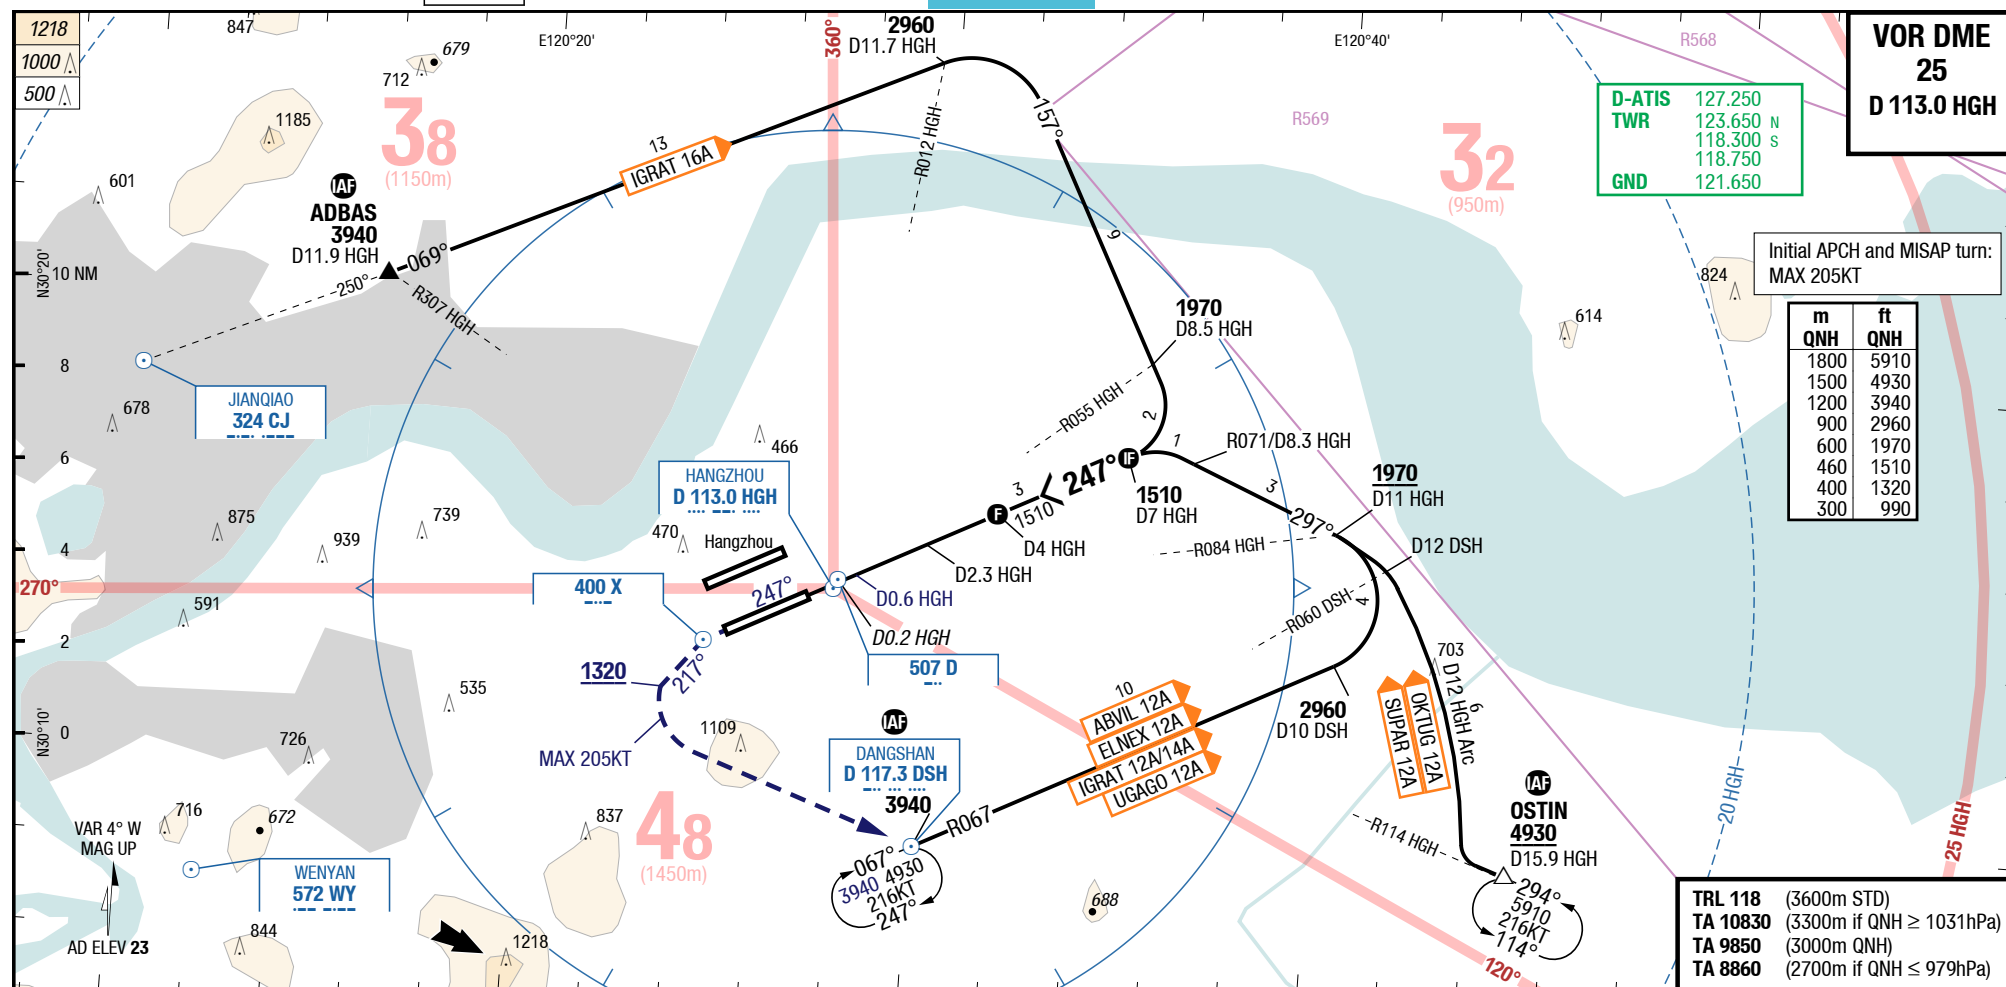 1218
1000
500
847
679
712
E120°20'
360°
2960
D11.7 HGH
E120°40'
R568
VOR DME
25
D 113.0 HGH
D-ATIS 127.250
TWR 123.650 N
118.300 S
118.750
GND 121.650
R569
38
(1150m)
32
(950m)
1185
601
13
IGRAT 16A
R012 HGH
157°
9
IAF
ADBAS
3940
D11.9 HGH
069°
250°
R307 HGH
N30°20'
10 NM
8
6
4
2
0
N30°10'
Initial APCH and MISAP turn:
MAX 205KT
824
614
m ft
QNH QNH
1800 5910
1500 4930
1200 3940
900 2960
600 1970
460 1510
400 1320
300 990
1970
D8.5 HGH
R055 HGH
2
1
R071/D8.3 HGH
JIANQIAO
324 CJ
678
466
HANGZHOU
D 113.0 HGH
470
Hangzhou
247°
IF
1510
D7 HGH
3
1510
F
D4 HGH
D2.3 HGH
D0.6 HGH
D0.2 HGH
3
297°
1970
D11 HGH
R084 HGH
D12 DSH
R060 DSH
4
875
939
739
270°
591
400 X
247°
507 D
1320
217°
MAX 205KT
535
726
1109
703
D12 HGH Arc
6
OKTUG 12A
SUPAR 12A
2960
D10 DSH
10
ABVIL 12A
ELNEX 12A
IGRAT 12A/14A
UGAGO 12A
IAF
DANGSHAN
D 117.3 DSH
3940
R067
067°
3940 4930
216KT
247°
48
(1450m)
837
716
672
VAR 4° W
MAG UP
WENYAN
572 WY
844
AD ELEV 23
1218
688
R114 HGH
IAF
OSTIN
4930
D15.9 HGH
294°
5910
216KT
114°
120°
20 HGH
25 HGH
TRL 118 (3600m STD)
TA 10830 (3300m if QNH ≥ 1031hPa)
TA 9850 (3000m QNH)
TA 8860 (2700m if QNH ≤ 979hPa)